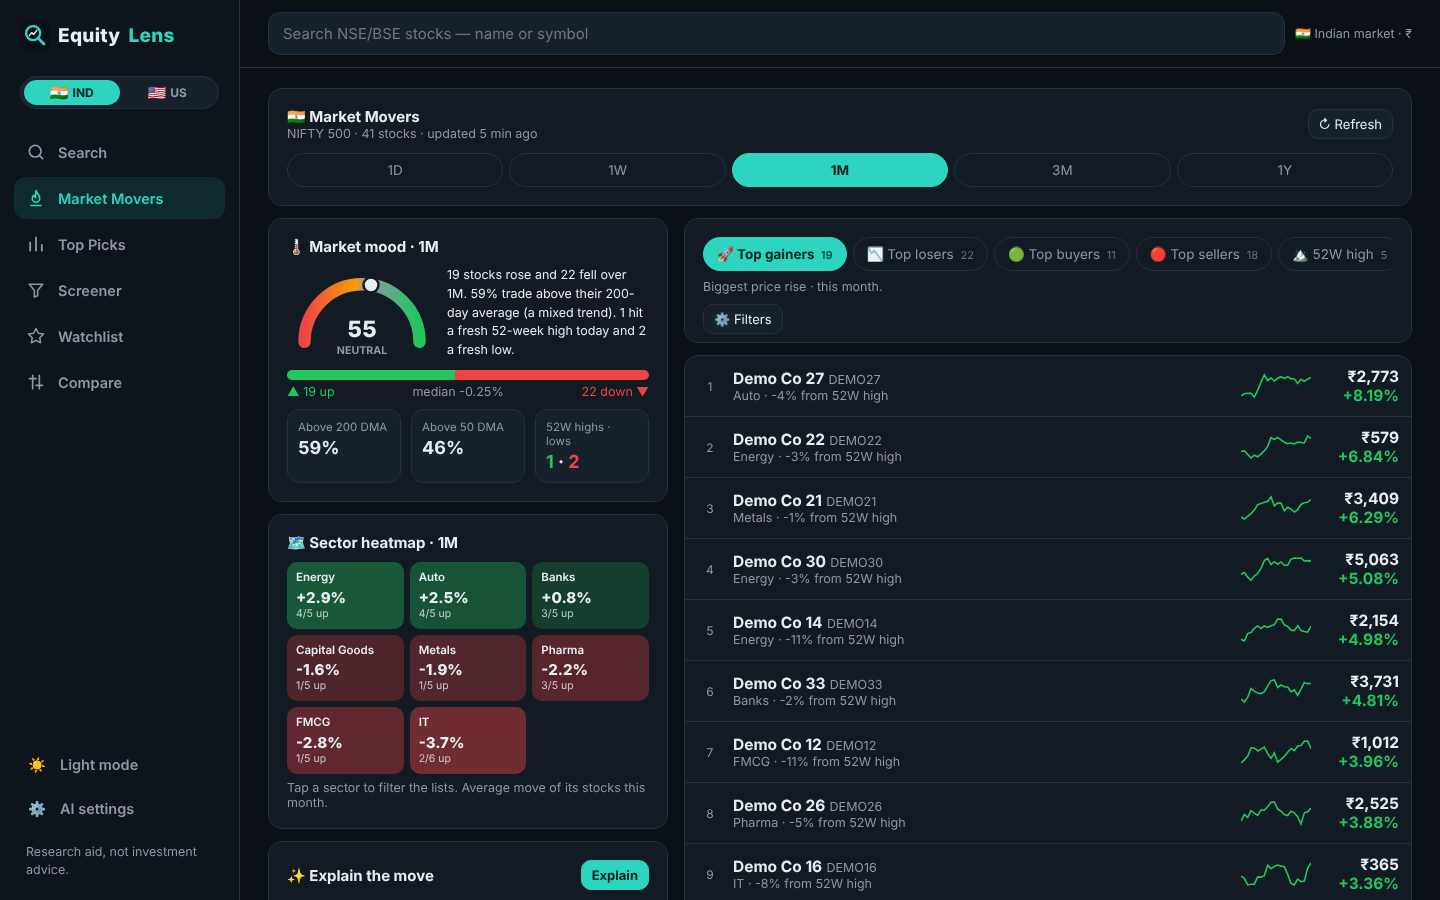 Equity Lens
IND
US
Search
Market Movers
Top Picks
Screener
Watchlist
Compare
Light mode
AI settings
Research aid, not investment
advice.
Search NSE/BSE stocks — name or symbol
Indian market · ₹
Market Movers
NIFTY 500 · 41 stocks · updated 5 min ago
↻ Refresh
1D
1W
1M
3M
1Y
Market mood · 1M
55
NEUTRAL
19 stocks rose and 22 fell over
1M. 59% trade above their 200-
day average (a mixed trend). 1 hit
a fresh 52-week high today and 2
a fresh low.
▲ 19 up
median -0.25%
22 down ▼
Above 200 DMA
59%
Above 50 DMA
46%
52W highs ·
lows
1 · 2
Sector heatmap · 1M
Energy
+2.9%
4/5 up
Auto
+2.5%
4/5 up
Banks
+0.8%
3/5 up
Capital Goods
-1.6%
1/5 up
Metals
-1.9%
1/5 up
Pharma
-2.2%
3/5 up
FMCG
-2.8%
1/5 up
IT
-3.7%
2/6 up
Tap a sector to filter the lists. Average move of its stocks this
month.
Explain the move
Explain
Top gainers 19
Top losers 22
Top buyers 11
Top sellers 18
52W high 5
Biggest price rise · this month.
Filters
1
Demo Co 27 DEMO27
Auto · -4% from 52W high
₹2,773
+8.19%
2
Demo Co 22 DEMO22
Energy · -3% from 52W high
₹579
+6.84%
3
Demo Co 21 DEMO21
Metals · -1% from 52W high
₹3,409
+6.29%
4
Demo Co 30 DEMO30
Energy · -3% from 52W high
₹5,063
+5.08%
5
Demo Co 14 DEMO14
Energy · -11% from 52W high
₹2,154
+4.98%
6
Demo Co 33 DEMO33
Banks · -2% from 52W high
₹3,731
+4.81%
7
Demo Co 12 DEMO12
FMCG · -11% from 52W high
₹1,012
+3.96%
8
Demo Co 26 DEMO26
Pharma · -5% from 52W high
₹2,525
+3.88%
9
Demo Co 16 DEMO16
IT · -8% from 52W high
₹365
+3.36%